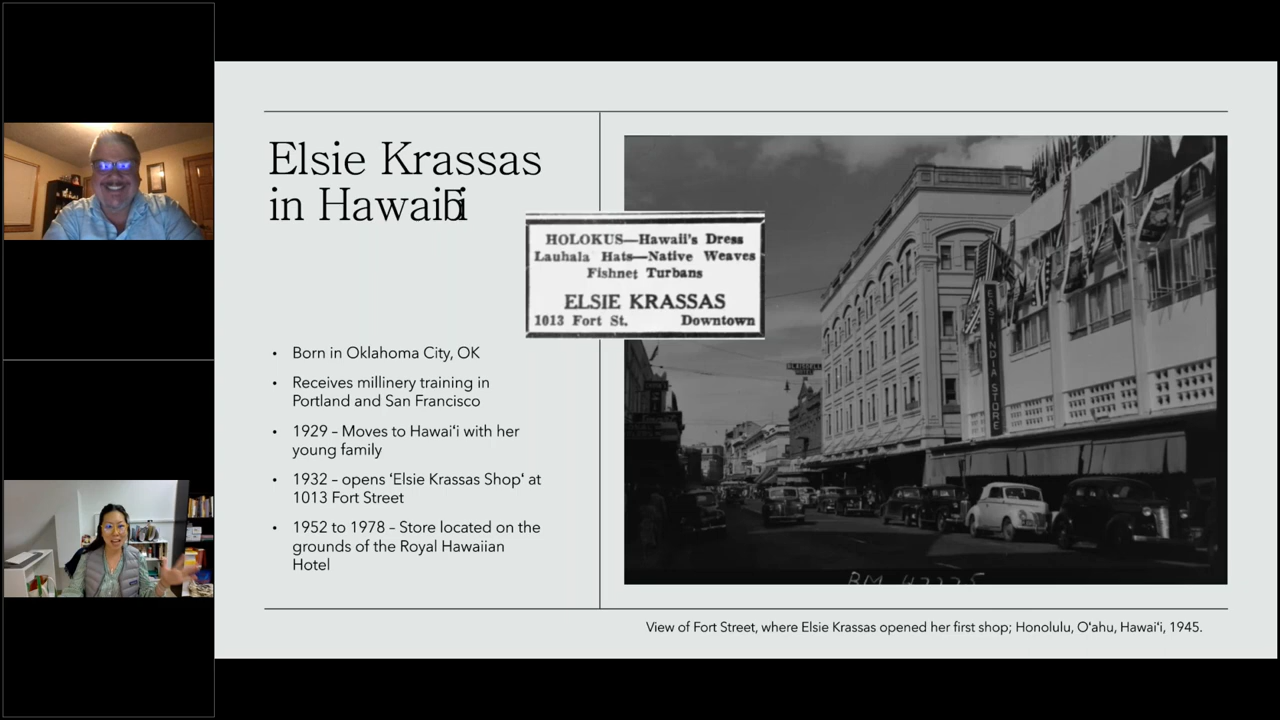 Elsie Krassas
in Hawaiʻi
HOLOKUS—Hawaii's Dress
Lauhala Hats—Native Weaves
Fishnet Turbans
ELSIE KRASSAS
1013 Fort St. Downtown
• Born in Oklahoma City, OK
• Receives millinery training in
Portland and San Francisco
• 1929 – Moves to Hawaiʻi with her
young family
• 1932 – opens ‘Elsie Krassas Shop‘ at
1013 Fort Street
• 1952 to 1978 – Store located on the
grounds of the Royal Hawaiian
Hotel
EAST INDIA STORE
BLAISDELL
HOTEL
BM 47775
View of Fort Street, where Elsie Krassas opened her first shop; Honolulu, Oʻahu, Hawaiʻi, 1945.